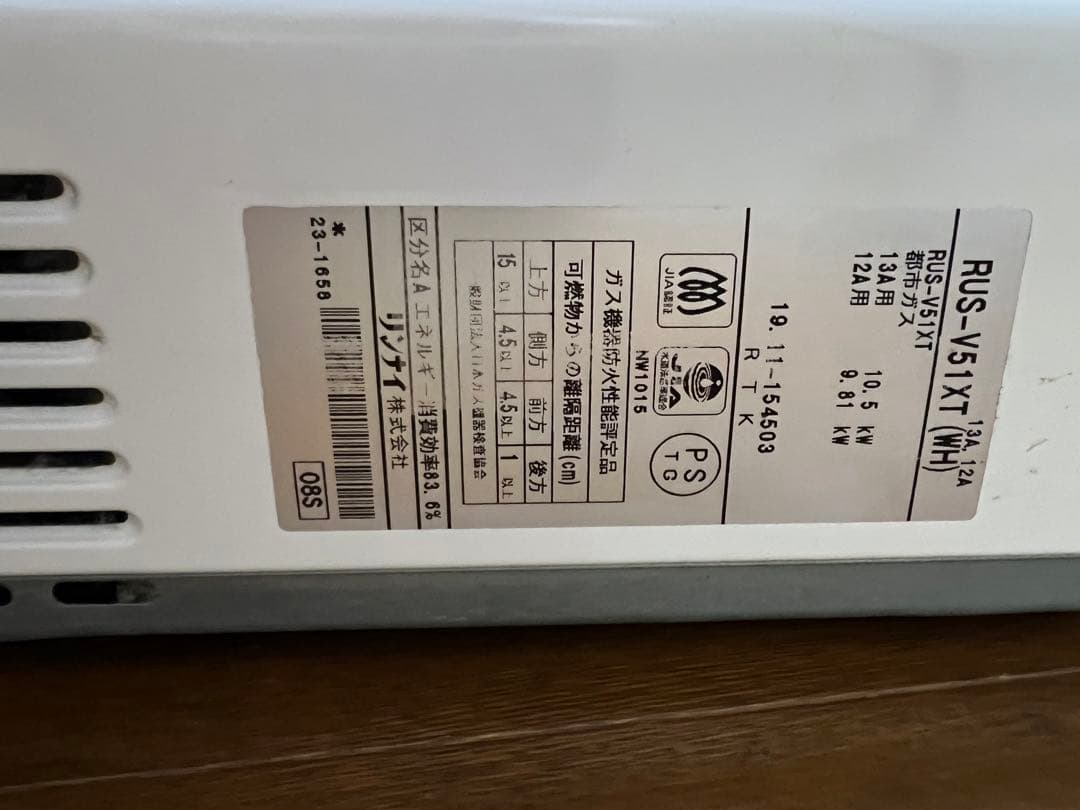 RUS-V51XT(WH) 13A, 12A
RUS-V51XT
都市ガス
13A用 10.5 kW
12A用 9.81 kW
19.11-154503
R T K
JIA認証
JHIA
PS
TG
NW1015
ガス機器防火性能評定品
可燃物からの離隔距離(cm)
上方 側方 前方 後方
15以上 4.5以上 4.5以上 1以上
一般財団法人日本ガス機器検査協会
区分名A エネルギー消費効率83.6%
リンナイ株式会社
*
23-1658
08S